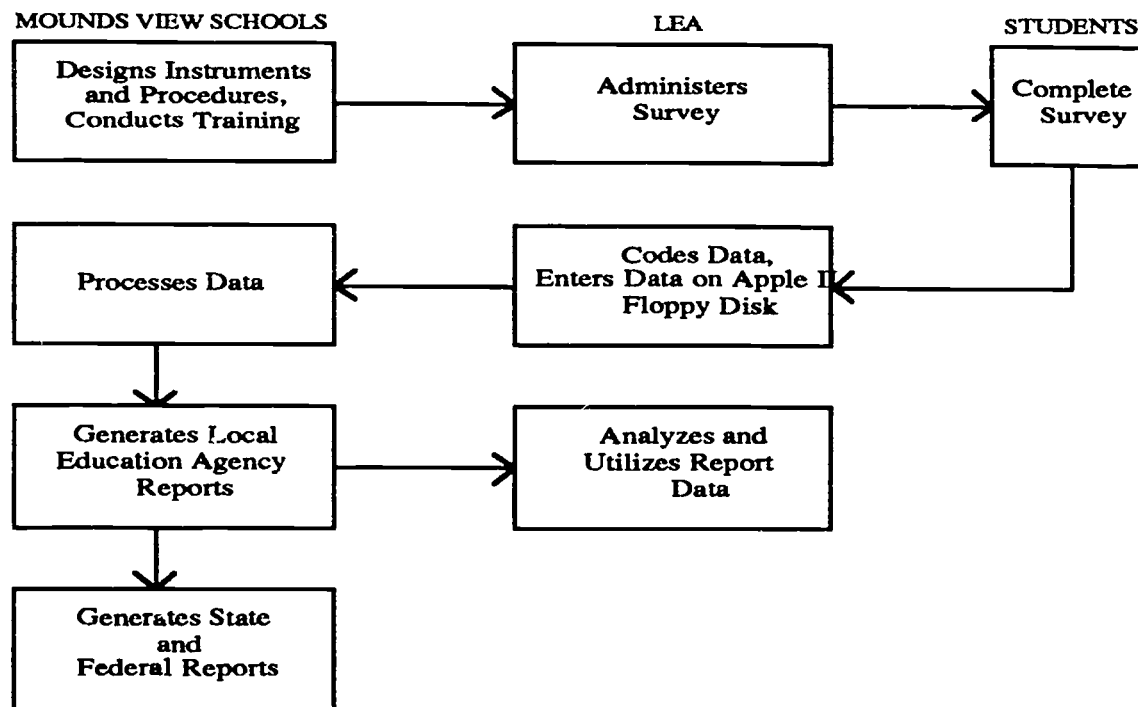 MOUNDS VIEW SCHOOLS
LEA
STUDENTS
Designs Instruments
and Procedures,
Conducts Training
Administers
Survey
Complete
Survey
Processes Data
Codes Data,
Enters Data on Apple II
Floppy Disk
Generates Local
Education Agency
Reports
Analyzes and
Utilizes Report
Data
Generates State
and
Federal Reports